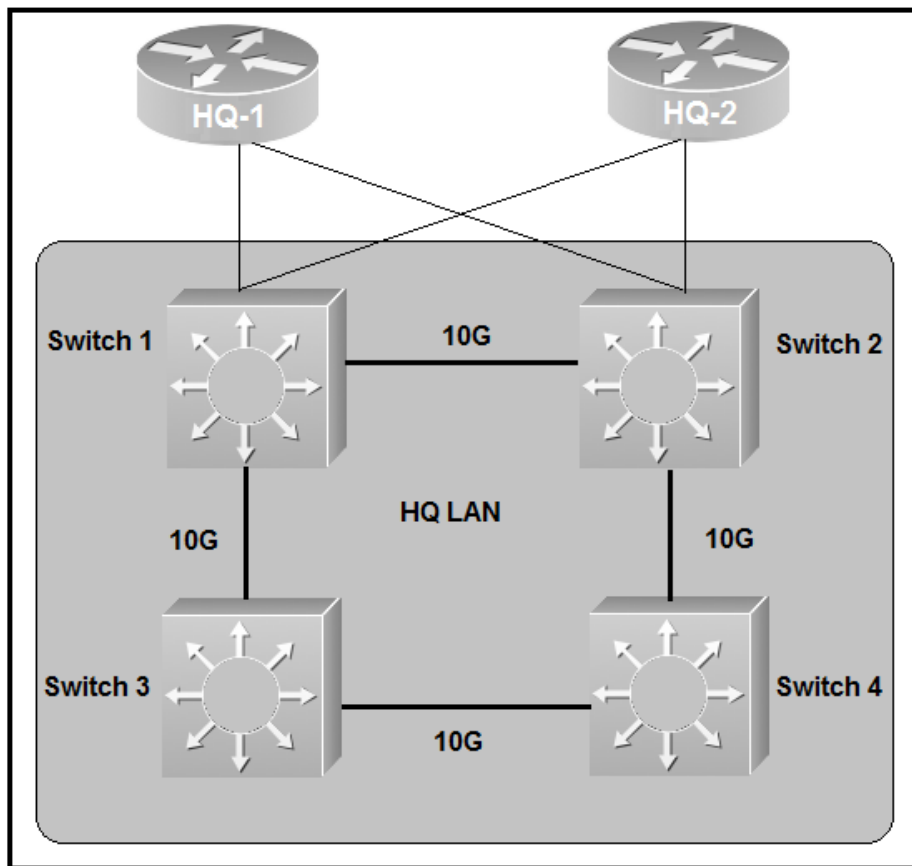 HQ-1
HQ-2
Switch 1
10G
Switch 2
HQ LAN
10G
10G
Switch 3
Switch 4
10G